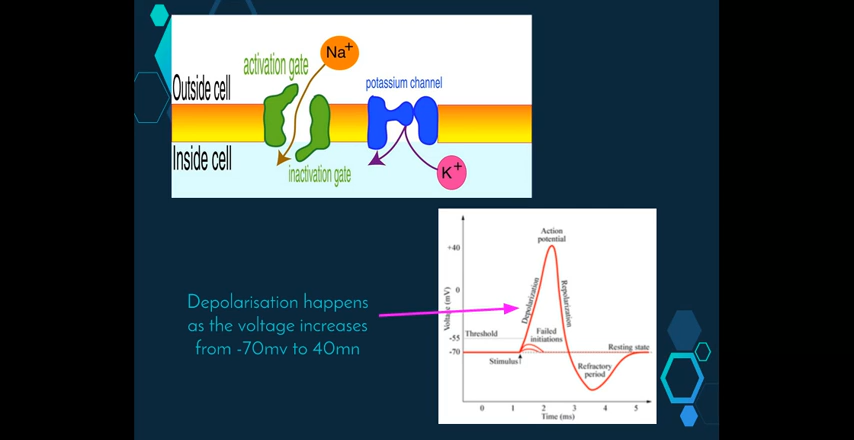 Na+
activation gate
potassium channel
Outside cell
Inside cell
inactivation gate
K+
Depolarisation happens
as the voltage increases
from -70mv to 40mn
Action
potential
+40
0
Voltage (mV)
Depolarization
Repolarization
Threshold
Failed
initiations
-55
-70
Resting state
Stimulus
Refractory
period
0 1 2 3 4 5
Time (ms)